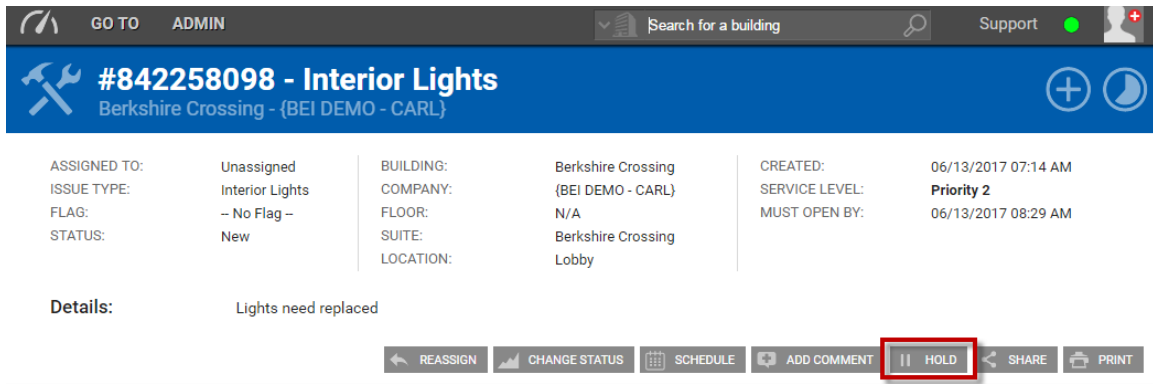 GO TO ADMIN Search for a building Support
#842258098 - Interior Lights
Berkshire Crossing - {BEI DEMO - CARL}
ASSIGNED TO: Unassigned BUILDING: Berkshire Crossing CREATED: 06/13/2017 07:14 AM
ISSUE TYPE: Interior Lights COMPANY: {BEI DEMO - CARL} SERVICE LEVEL: Priority 2
FLAG: -- No Flag -- FLOOR: N/A MUST OPEN BY: 06/13/2017 08:29 AM
STATUS: New SUITE: Berkshire Crossing
LOCATION: Lobby
Details: Lights need replaced
REASSIGN CHANGE STATUS SCHEDULE ADD COMMENT HOLD SHARE PRINT